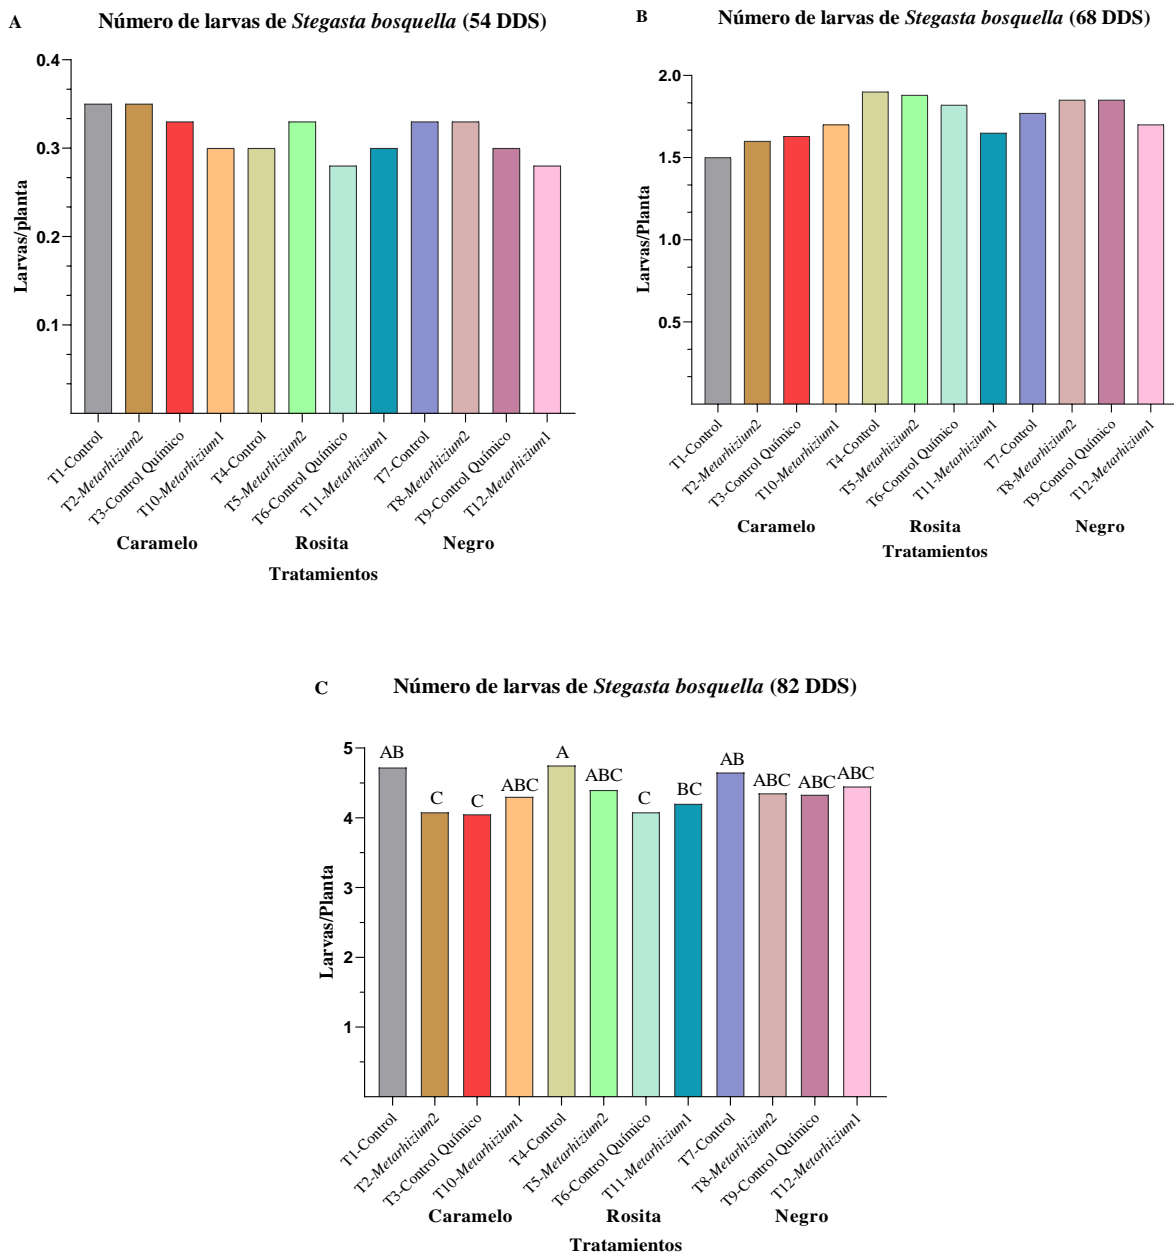 A
Número de larvas de Stegasta bosquella (54 DDS)
Larvas/planta
0.4
0.3
0.2
0.1
T1-Control
T2-Metarhizium2
T3-Control Químico
T10-Metarhizium1
T4-Control
T5-Metarhizium2
T6-Control Químico
T11-Metarhizium1
T7-Control
T8-Metarhizium2
T9-Control Químico
T12-Metarhizium1
Caramelo
Rosita
Negro
Tratamientos
B
Número de larvas de Stegasta bosquella (68 DDS)
Larvas/Planta
2.0
1.5
1.0
0.5
T1-Control
T2-Metarhizium2
T3-Control Químico
T10-Metarhizium1
T4-Control
T5-Metarhizium2
T6-Control Químico
T11-Metarhizium1
T7-Control
T8-Metarhizium2
T9-Control Químico
T12-Metarhizium1
Caramelo
Rosita
Negro
Tratamientos
C
Número de larvas de Stegasta bosquella (82 DDS)
Larvas/Planta
5
4
3
2
1
AB
C
C
ABC
A
ABC
C
BC
AB
ABC
ABC
ABC
T1-Control
T2-Metarhizium2
T3-Control Químico
T10-Metarhizium1
T4-Control
T5-Metarhizium2
T6-Control Químico
T11-Metarhizium1
T7-Control
T8-Metarhizium2
T9-Control Químico
T12-Metarhizium1
Caramelo
Rosita
Negro
Tratamientos